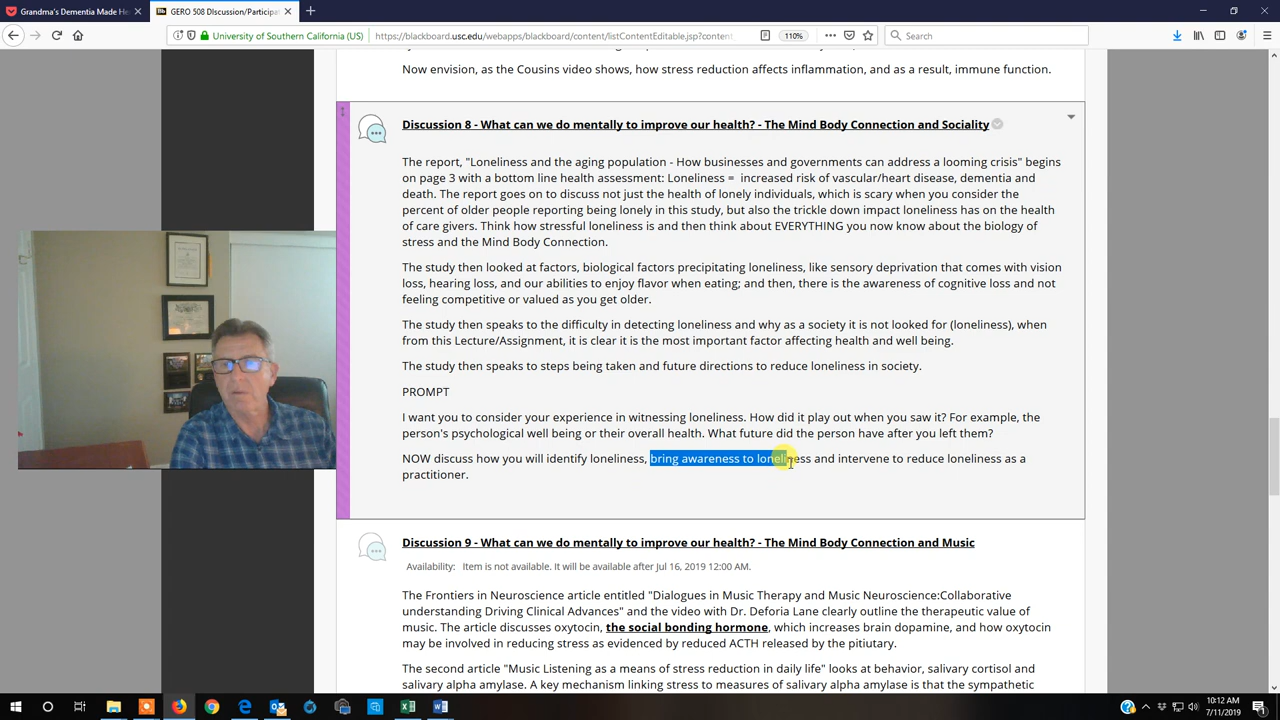 Grandma's Dementia Made He
GERO 508 DIscussion/Participa
University of Southern California (US)
https://blackboard.usc.edu/webapps/blackboard/content/listContentEditable.jsp?content_
110%
Search
Now envision, as the Cousins video shows, how stress reduction affects inflammation, and as a result, immune function.
Discussion 8 - What can we do mentally to improve our health? - The Mind Body Connection and Sociality
The report, "Loneliness and the aging population - How businesses and governments can address a looming crisis" begins
on page 3 with a bottom line health assessment: Loneliness = increased risk of vascular/heart disease, dementia and
death. The report goes on to discuss not just the health of lonely individuals, which is scary when you consider the
percent of older people reporting being lonely in this study, but also the trickle down impact loneliness has on the health
of care givers. Think how stressful loneliness is and then think about EVERYTHING you now know about the biology of
stress and the Mind Body Connection.
The study then looked at factors, biological factors precipitating loneliness, like sensory deprivation that comes with vision
loss, hearing loss, and our abilities to enjoy flavor when eating; and then, there is the awareness of cognitive loss and not
feeling competitive or valued as you get older.
The study then speaks to the difficulty in detecting loneliness and why as a society it is not looked for (loneliness), when
from this Lecture/Assignment, it is clear it is the most important factor affecting health and well being.
The study then speaks to steps being taken and future directions to reduce loneliness in society.
PROMPT
I want you to consider your experience in witnessing loneliness. How did it play out when you saw it? For example, the
person's psychological well being or their overall health. What future did the person have after you left them?
NOW discuss how you will identify loneliness, bring awareness to loneliness and intervene to reduce loneliness as a
practitioner.
Discussion 9 - What can we do mentally to improve our health? - The Mind Body Connection and Music
Availability: Item is not available. It will be available after Jul 16, 2019 12:00 AM.
The Frontiers in Neuroscience article entitled "Dialogues in Music Therapy and Music Neuroscience:Collaborative
understanding Driving Clinical Advances" and the video with Dr. Deforia Lane clearly outline the therapeutic value of
music. The article discusses oxytocin, the social bonding hormone, which increases brain dopamine, and how oxytocin
may be involved in reducing stress as evidenced by reduced ACTH released by the pitiutary.
The second article "Music Listening as a means of stress reduction in daily life" looks at behavior, salivary cortisol and
salivary alpha amylase. A key mechanism linking stress to measures of salivary alpha amylase is that the sympathetic
10:12 AM
7/11/2019